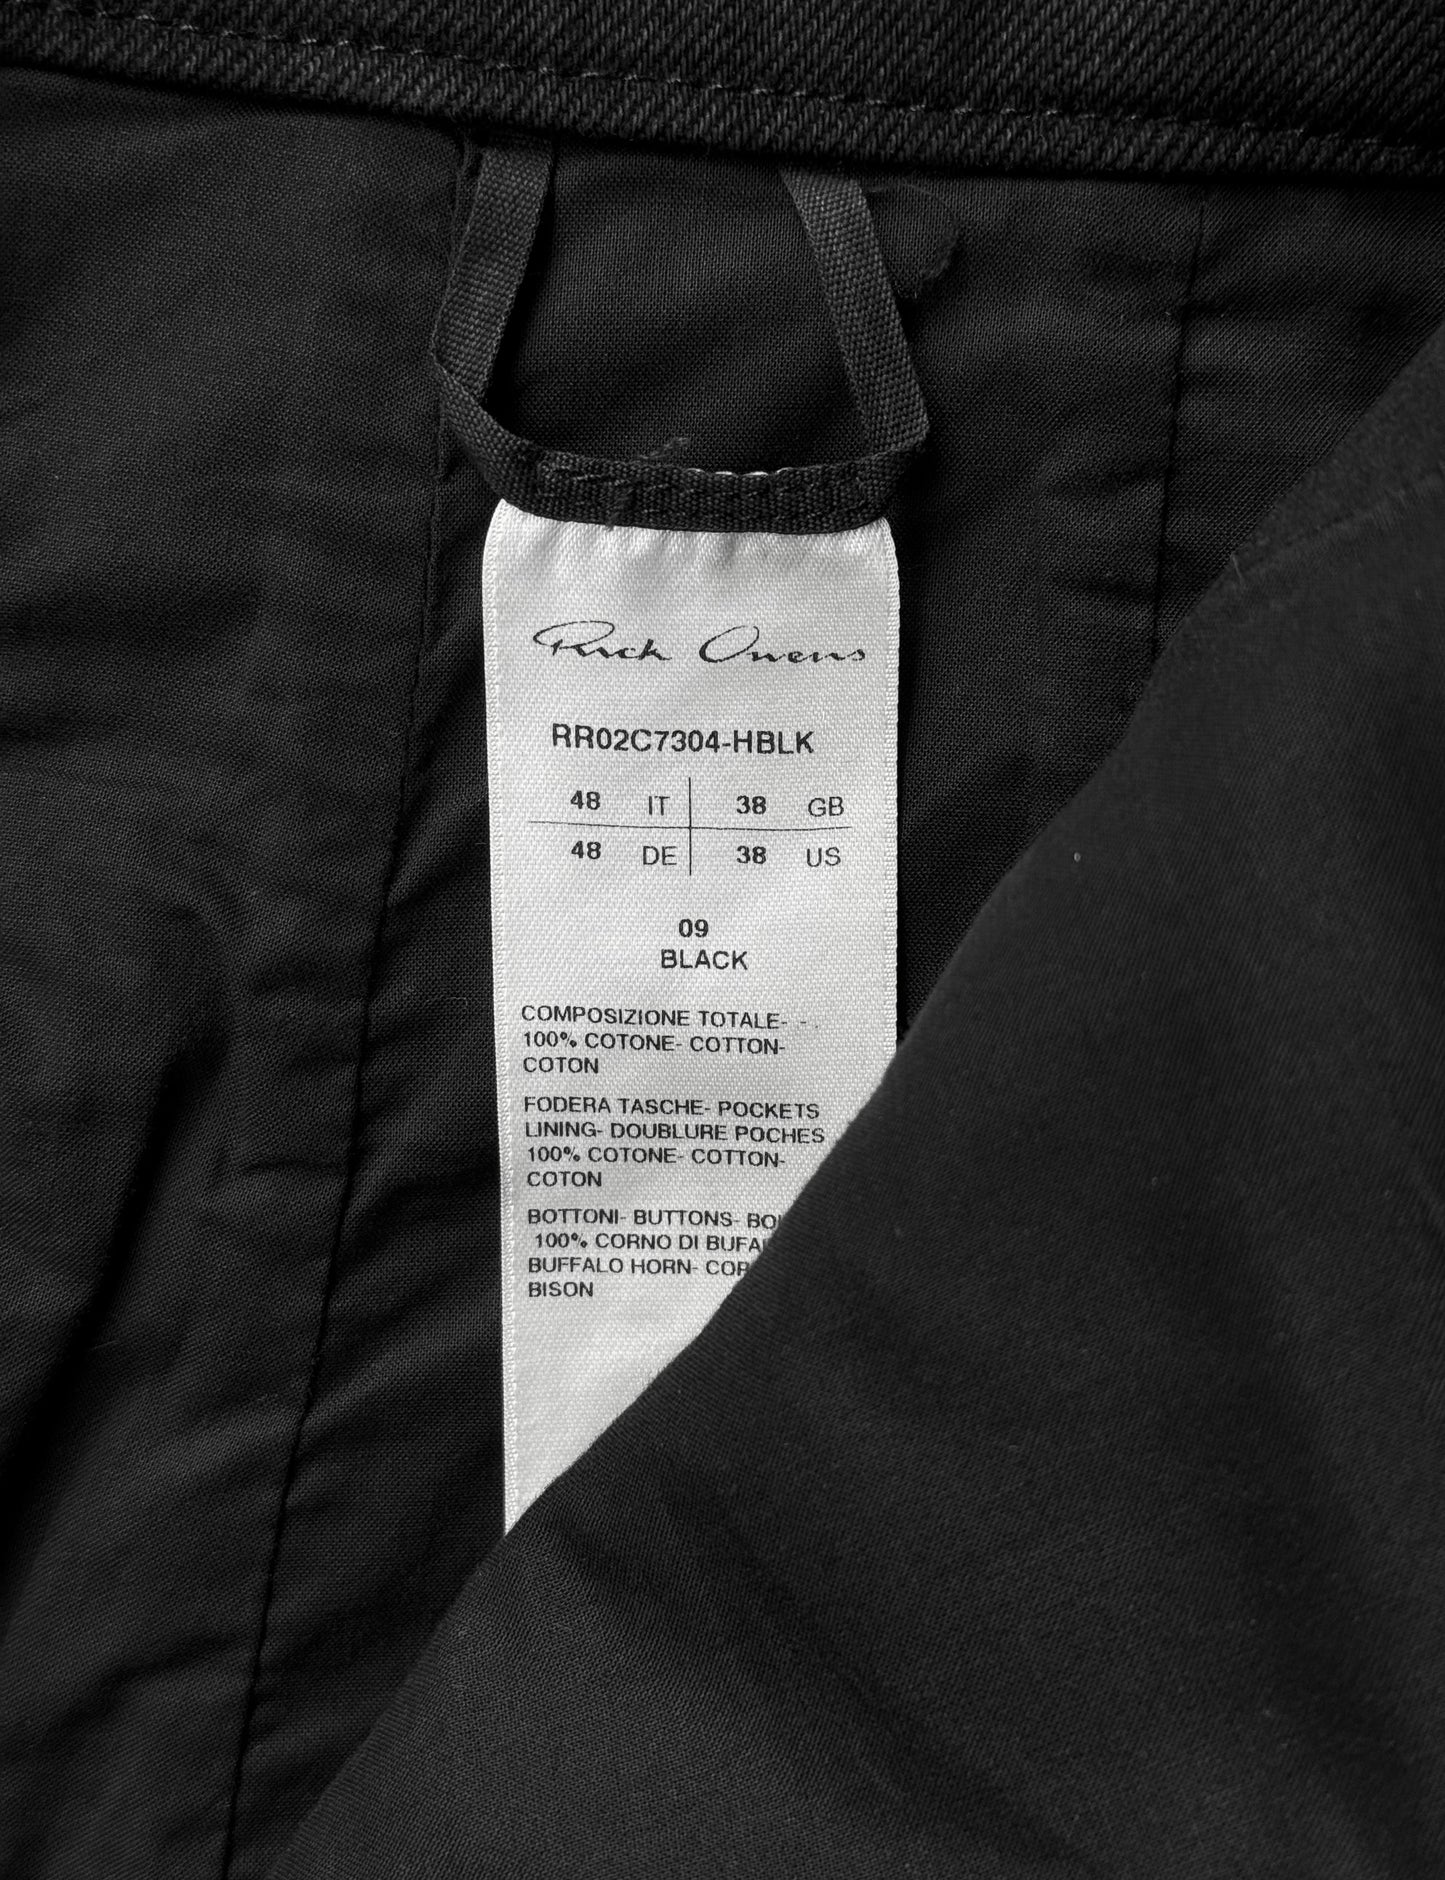 Rick Owens
RR02C7304-HBLK
48 IT 38 GB
48 DE 38 US
09
BLACK
COMPOSIZIONE TOTALE- - .
100% COTONE- COTTON-
COTON
FODERA TASCHE- POCKETS
LINING- DOUBLURE POCHES
100% COTONE- COTTON-
COTON
BOTTONI- BUTTONS-
100% CORNO DI
BUFFALO HORN-
BISON